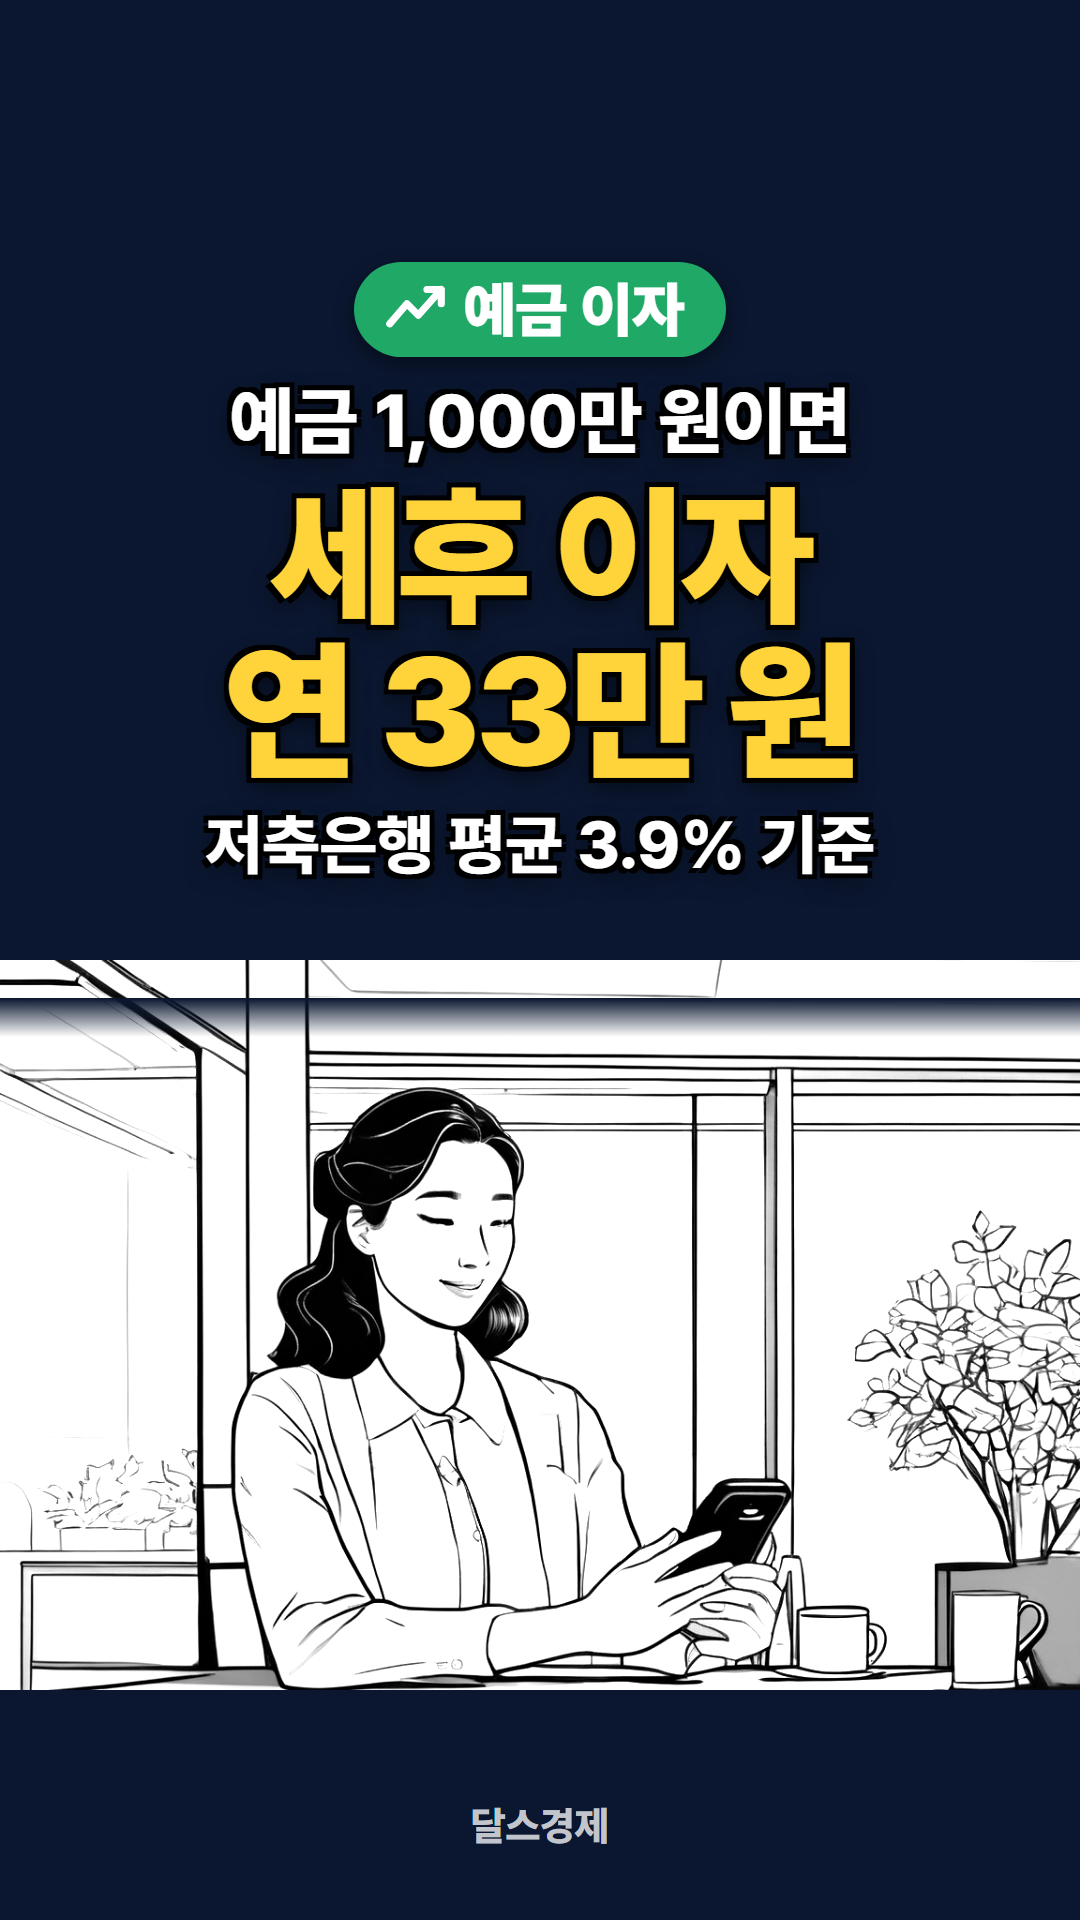 예금 이자
예금 1,000만 원이면
세후 이자
연 33만 원
저축은행 평균 3.9% 기준
달스경제